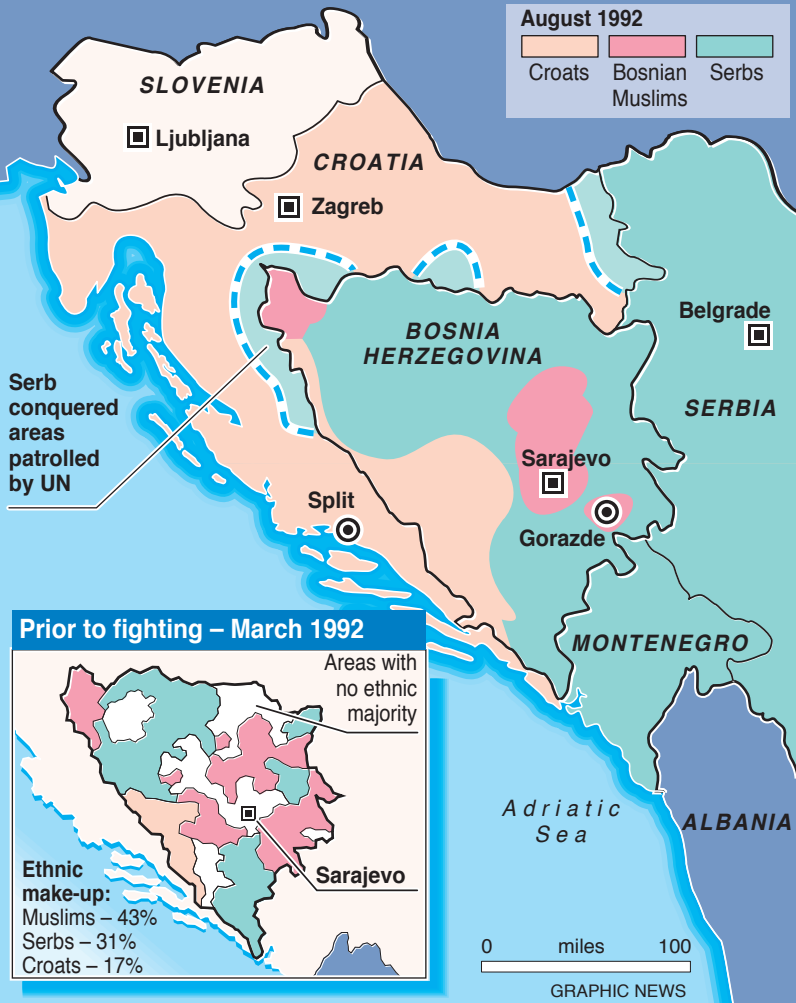 August 1992
Croats
Bosnian
Muslims
Serbs
SLOVENIA
Ljubljana
CROATIA
Zagreb
Belgrade
BOSNIA
HERZEGOVINA
SERBIA
Serb
conquered
areas
patrolled
by UN
Sarajevo
Split
Gorazde
MONTENEGRO
Prior to fighting – March 1992
Areas with
no ethnic
majority
Sarajevo
Ethnic
make-up:
Muslims – 43%
Serbs – 31%
Croats – 17%
Adriatic
Sea
ALBANIA
0 miles 100
GRAPHIC NEWS